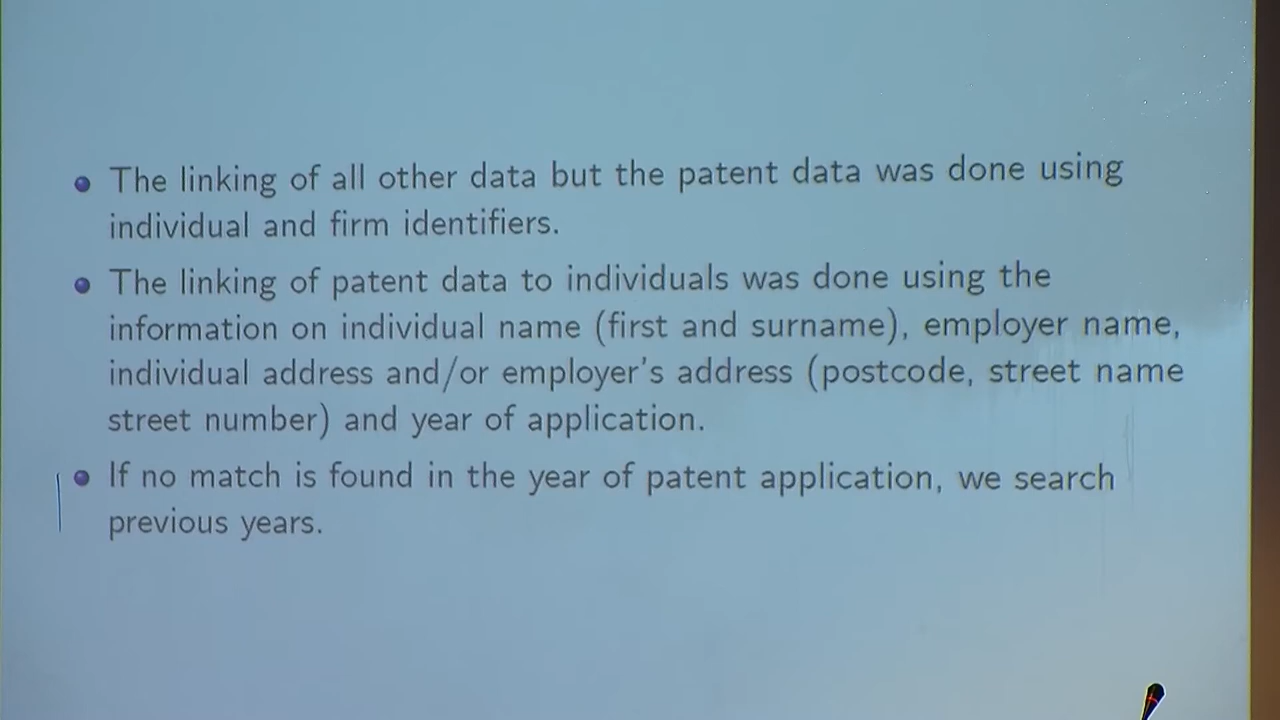 The linking of all other data but the patent data was done using
individual and firm identifiers.
The linking of patent data to individuals was done using the
information on individual name (first and surname), employer name,
individual address and/or employer's address (postcode, street name
street number) and year of application.
If no match is found in the year of patent application, we search
previous years.